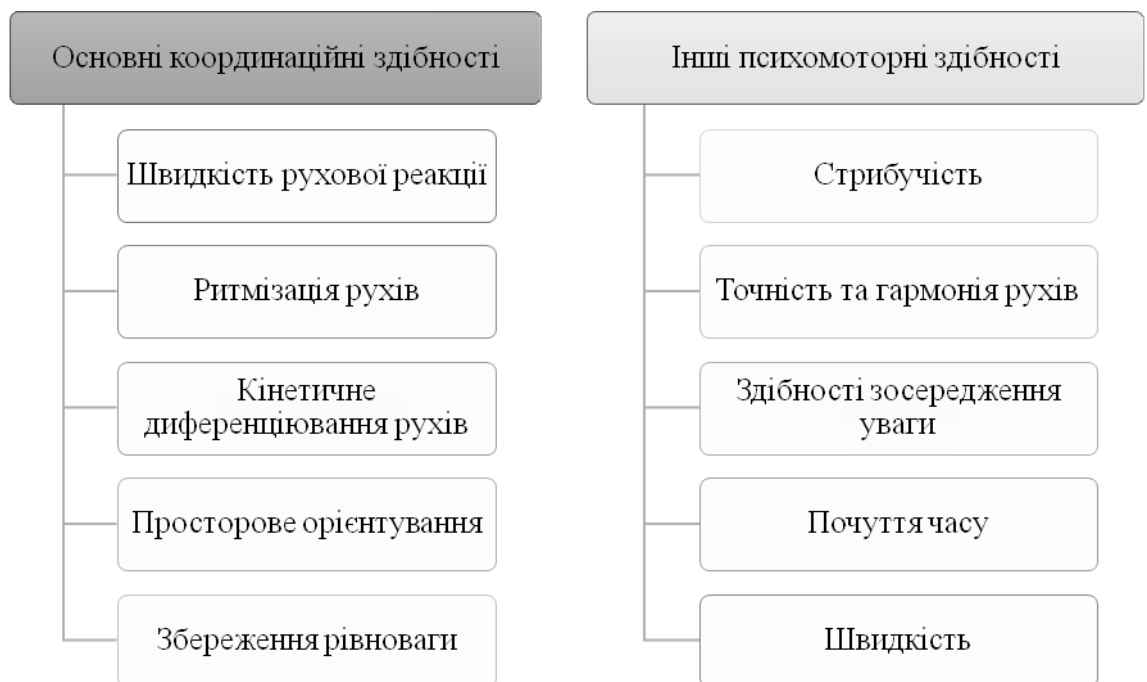 Основні координаційні здібності
Швидкість рухової реакції
Ритмізація рухів
Кінетичне
диференціювання рухів
Просторове орієнтування
Збереження рівноваги
Інші психомоторні здібності
Стрибучість
Точність та гармонія рухів
Здібності зосередження
уваги
Почуття часу
Швидкість